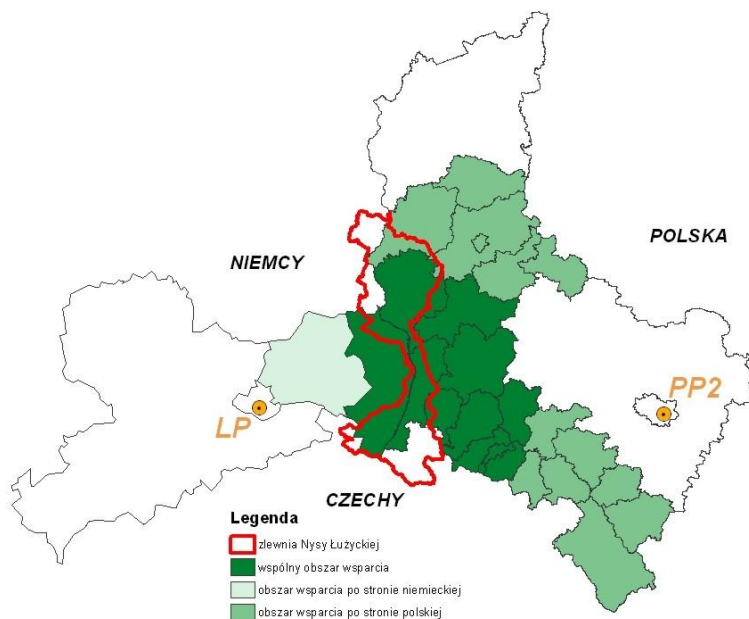 NIEMCY
POLSKA
LP
PP2
CZECHY
Legenda
zlewnia Nysy Łużyckiej
wspólny obszar wsparcia
obszar wsparcia po stronie niemieckiej
obszar wsparcia po stronie polskiej